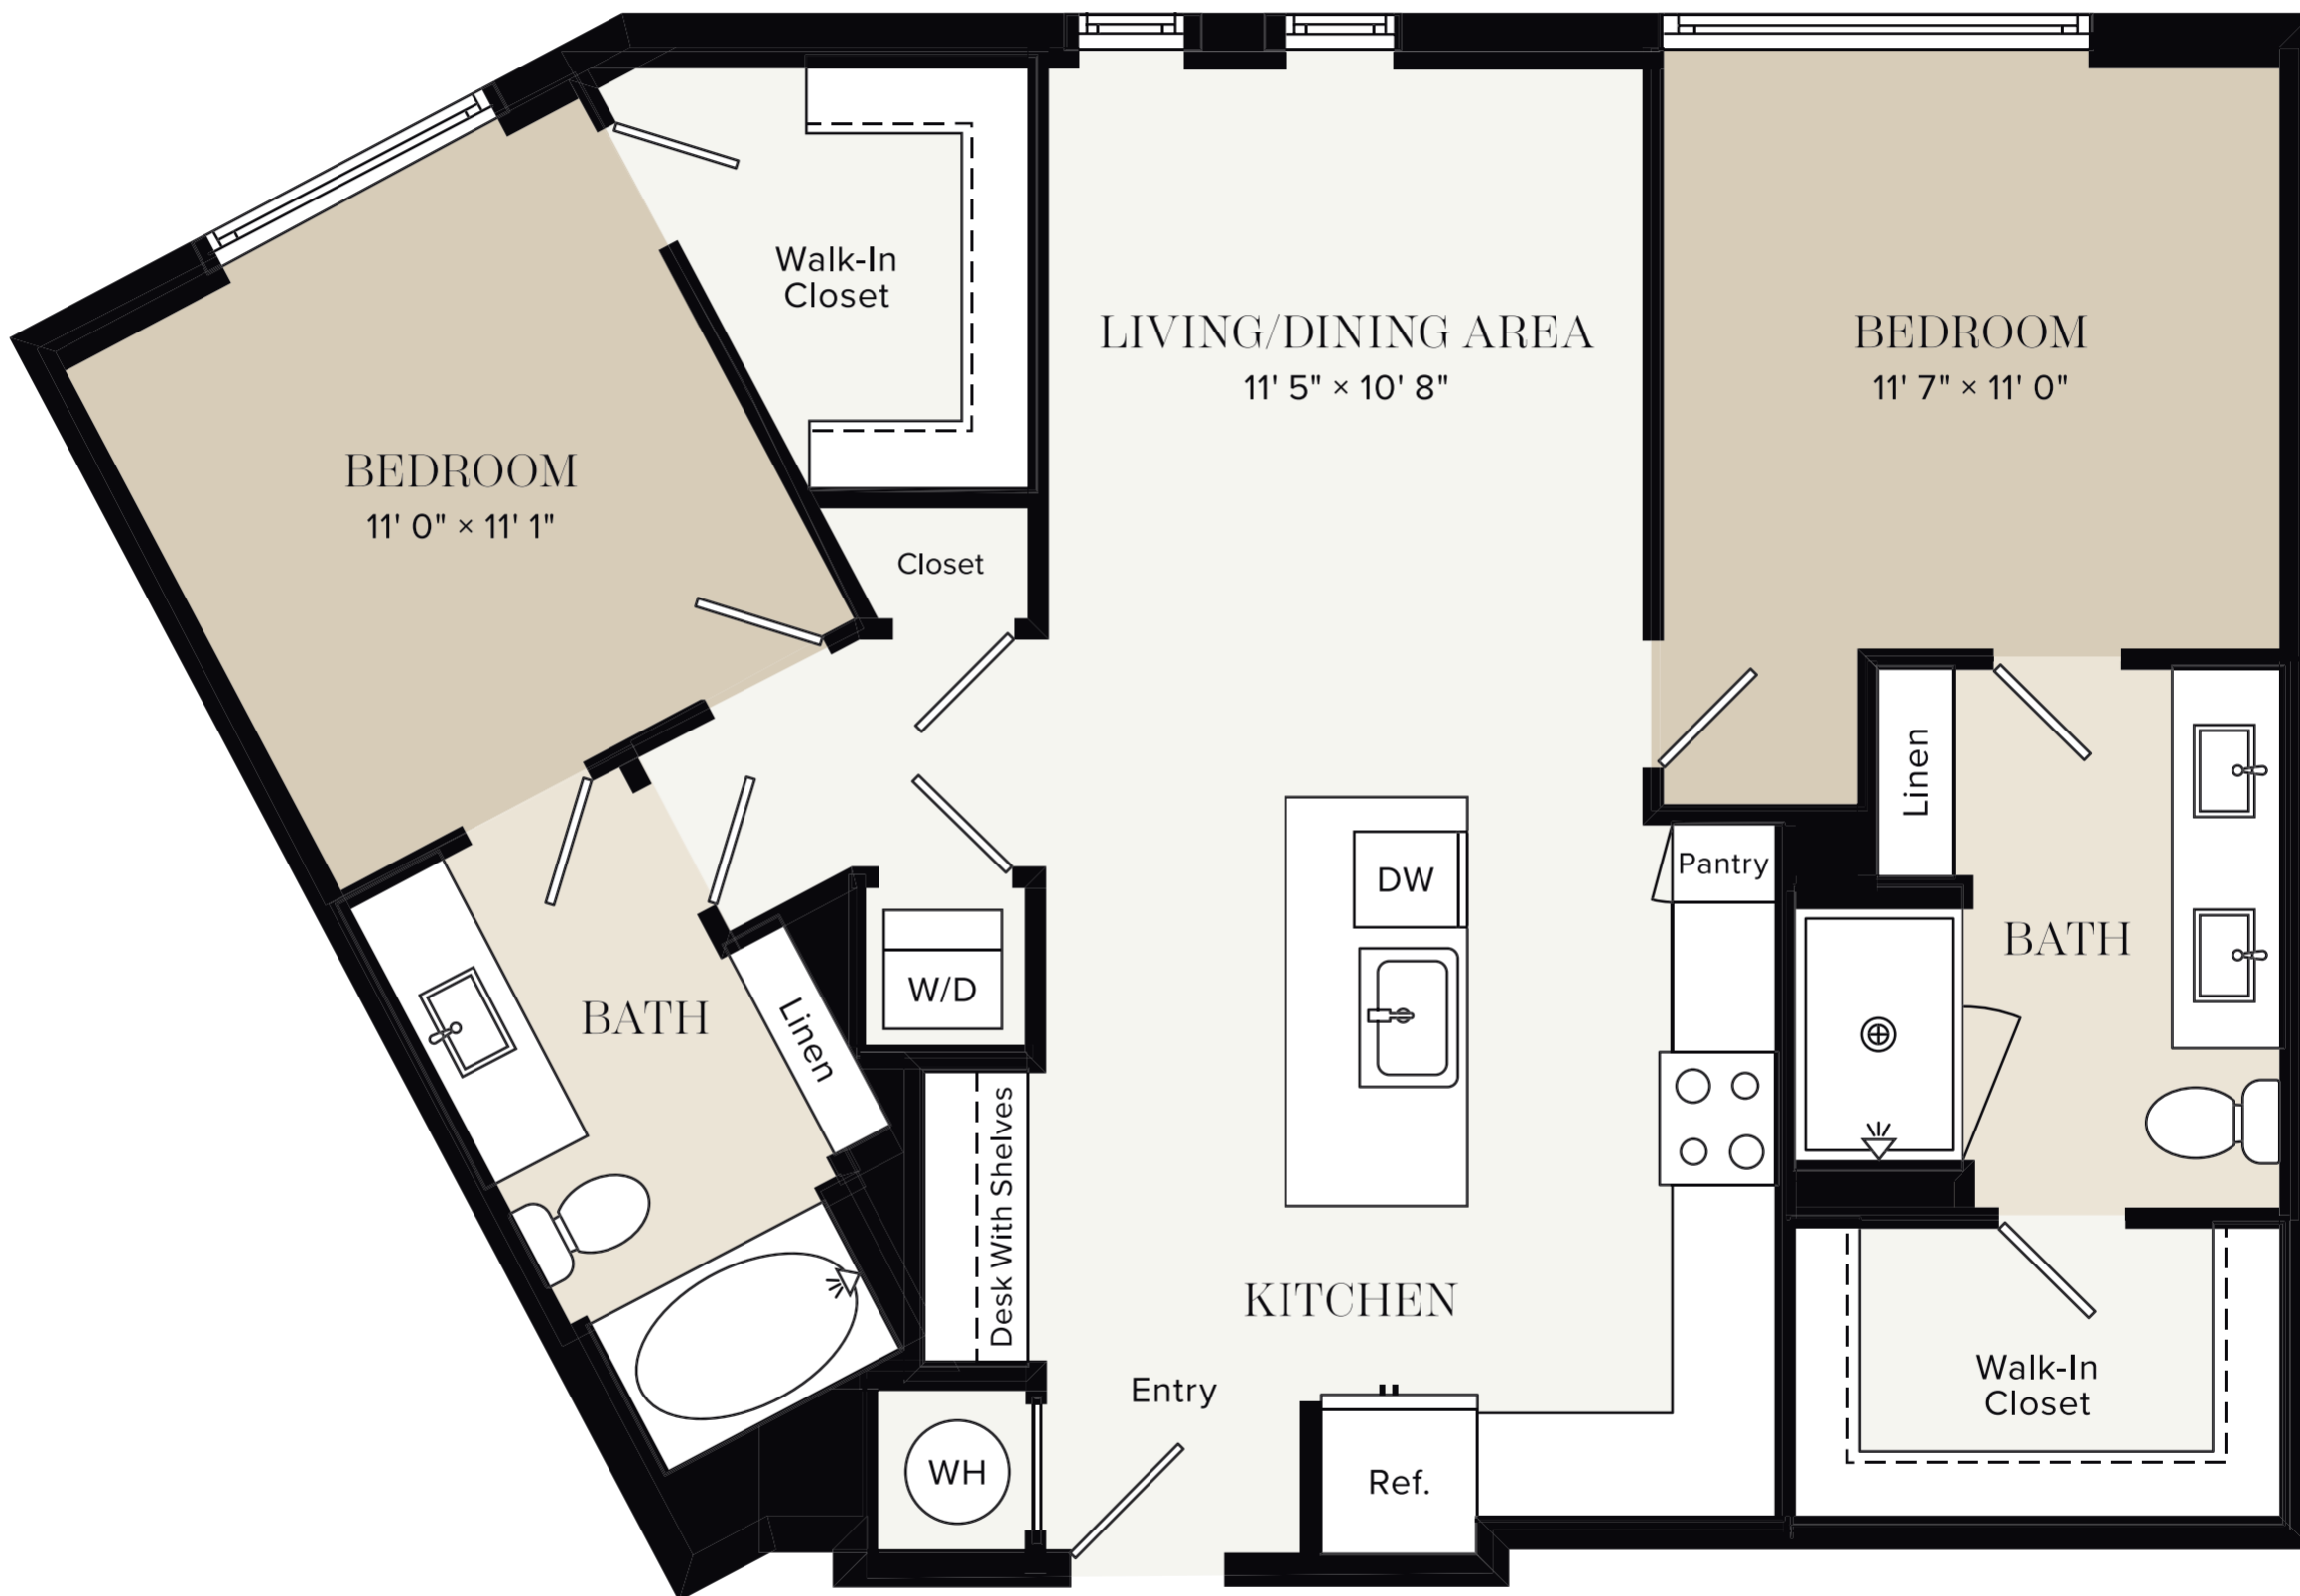 Walk-In
Closet
LIVING/DINING AREA
11' 5" × 10' 8"
BEDROOM
11' 7" × 11' 0"
BEDROOM
11' 0" × 11' 1"
Closet
Linen
Pantry
DW
BATH
W/D
BATH
Linen
Desk With Shelves
KITCHEN
Entry
Walk-In
Closet
WH
Ref.